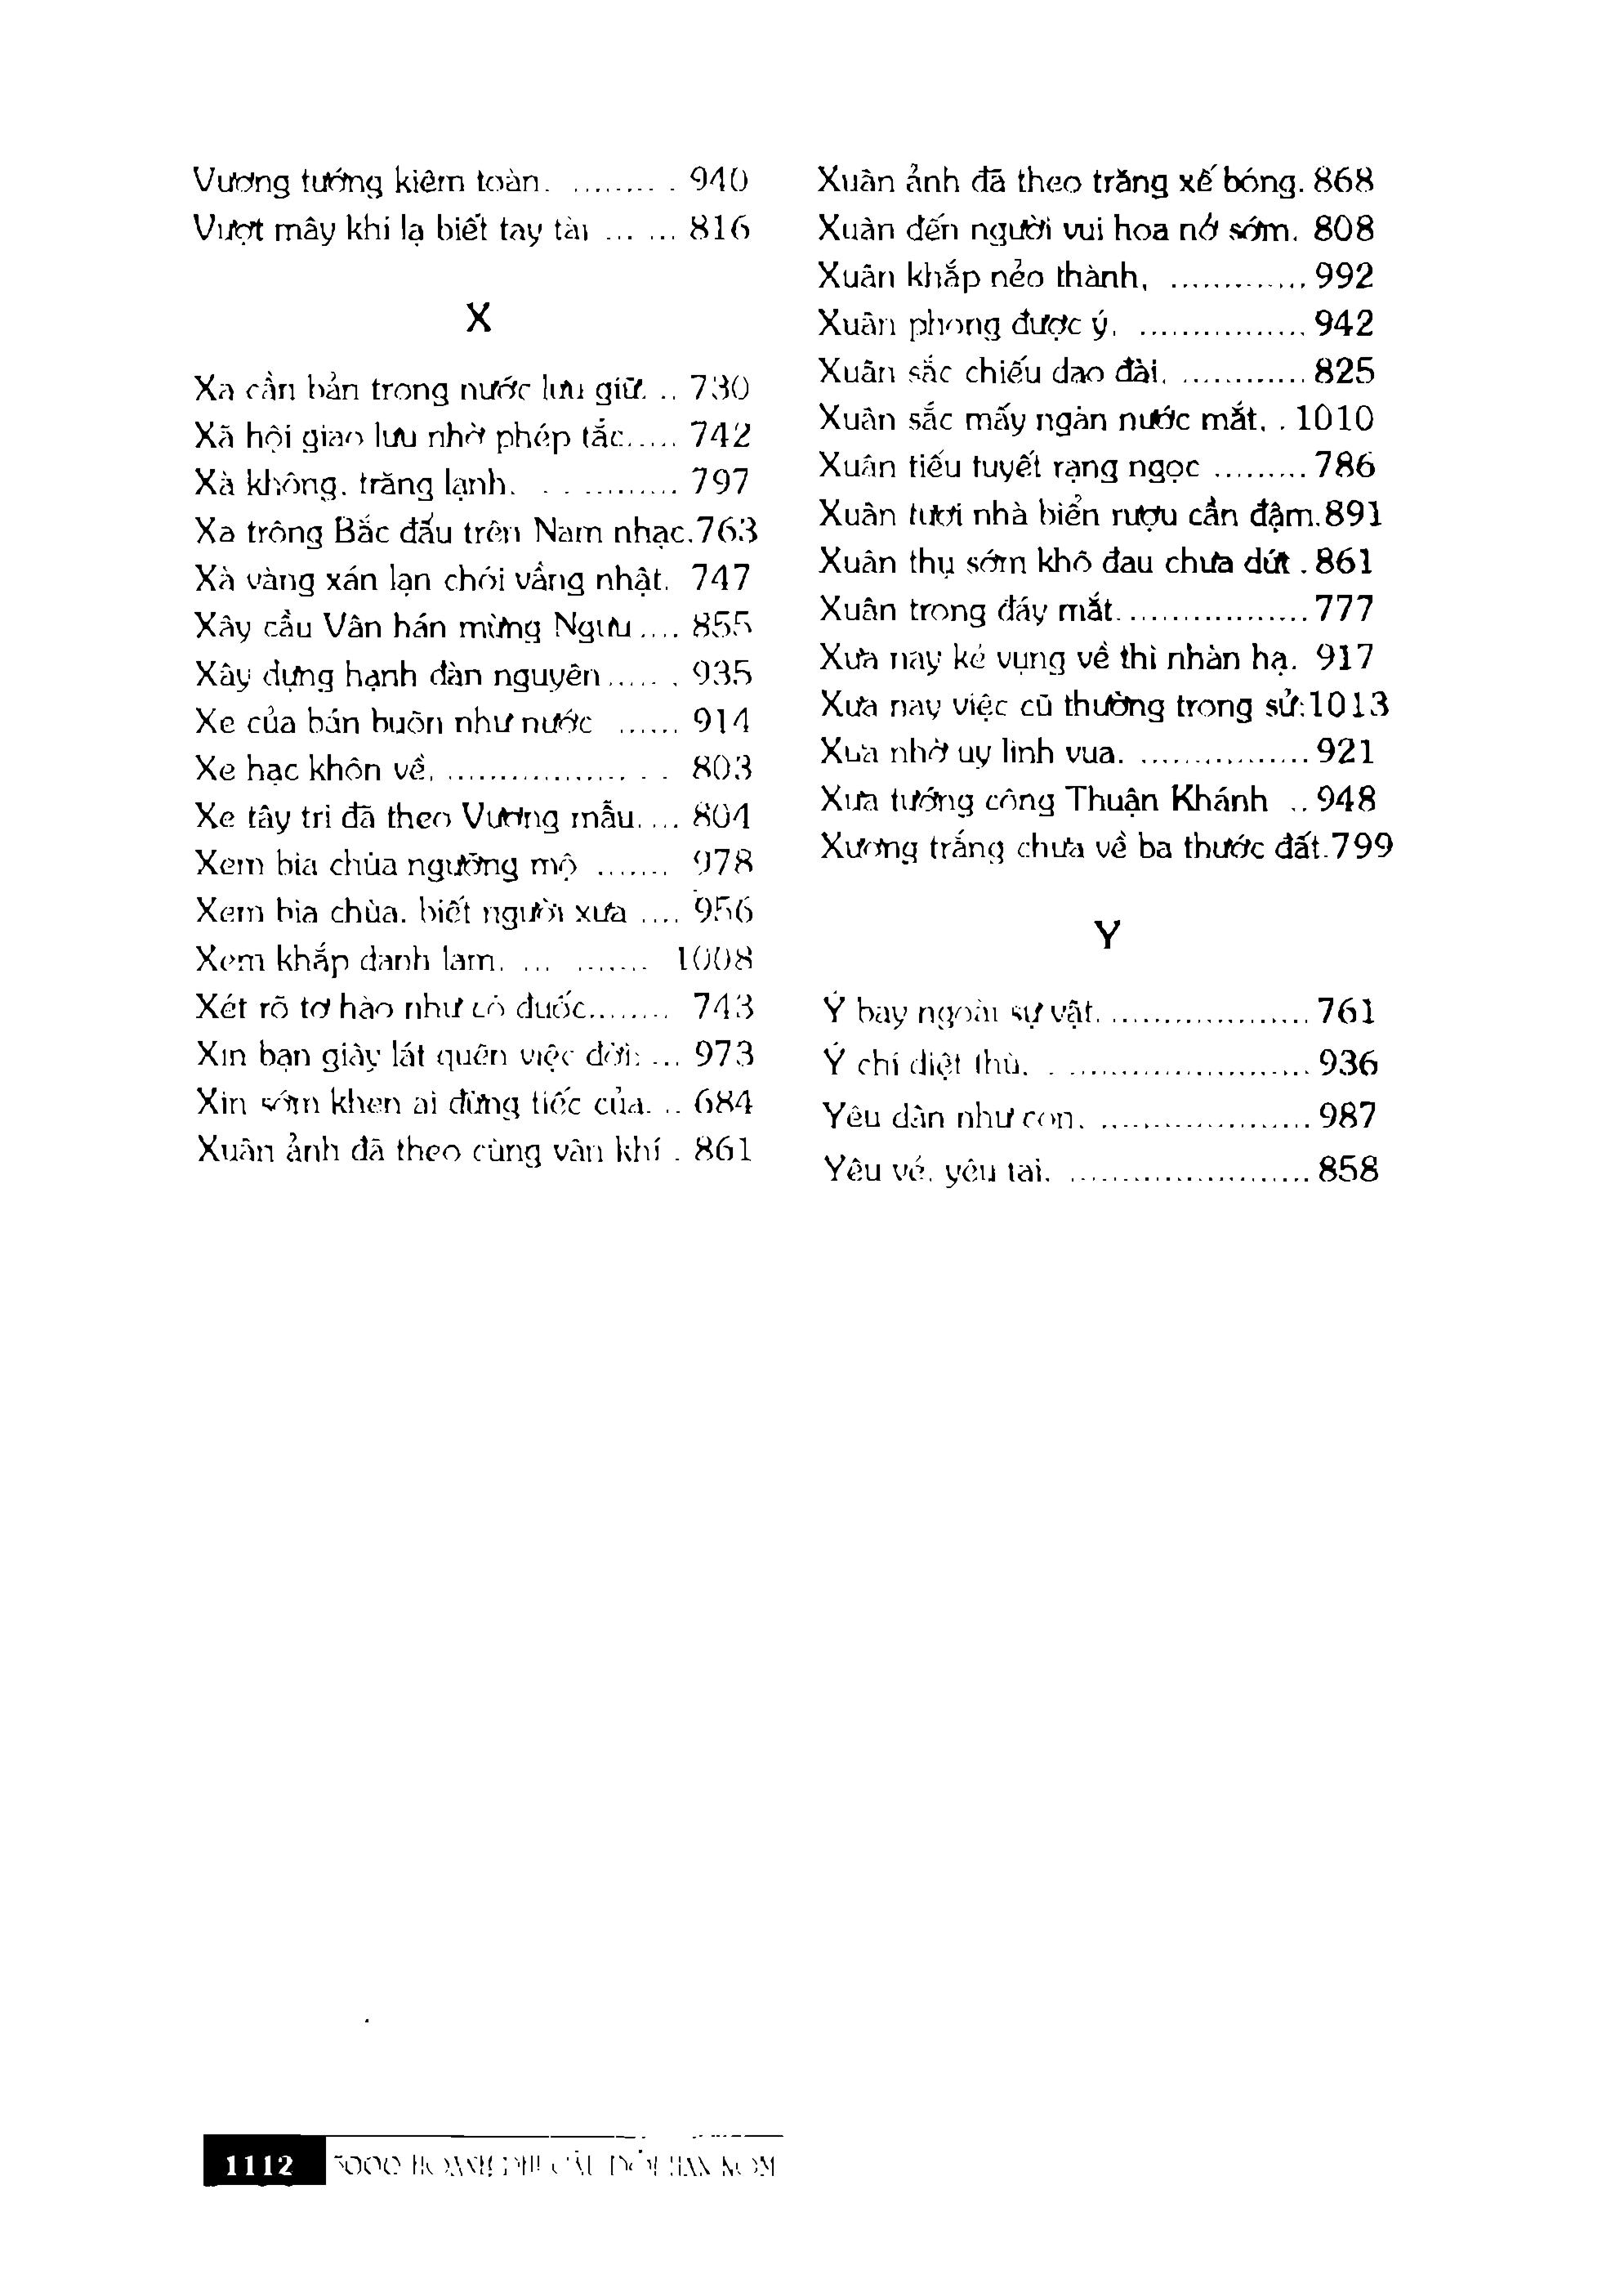 Vương tướng kiêm toàn. ......... . 940
Vượt mây khí lạ biết tay tài ... ... 816
X
Xa cần bản trong nước lưu giữ. .. 730
Xã hội giao lưu nhờ phép tắc..... 742
Xà không, trăng lạnh. . . ......... 797
Xa trông Bắc đẩu trên Nam nhạc.763
Xà vàng xán lạn chói vầng nhật. 747
Xây cầu Vân hán mừng Ngưu .... 855
Xây dựng hạnh đàn nguyên ..... . 935
Xe của bán buôn như nước ...... 914
Xe hạc khôn về, ................. . . 803
Xe tây trì đã theo Vương mẫu. ... 804
Xem bia chùa ngưỡng mộ ....... 978
Xem bia chùa, biết người xưa .... 956
Xem khắp danh lam, ... ....... 1008
Xét rõ tơ hào như có đuốc........ 743
Xin bạn giây lát quên việc đời: ... 973
Xin sớm khen ai đừng tiếc của. .. 684
Xuân ảnh đã theo cùng vân khí . 861
Xuân ảnh đã theo trăng xế bóng. 868
Xuân đến người vui hoa nở sớm, 808
Xuân khắp nẻo thành, ............. 992
Xuân phong được ý, ................ 942
Xuân sắc chiếu dao đài, ............ 825
Xuân sắc mấy ngàn nước mắt, . 1010
Xuân tiếu tuyết rạng ngọc ......... 786
Xuân tươi nhà biển rượu cần đậm.891
Xuân thụ sớm khô đau chưa dứt . 861
Xuân trong đáy mắt.................. 777
Xưa nay kẻ vụng về thì nhàn hạ. 917
Xưa nay việc cũ thường trong sử:1013
Xưa nhờ uy linh vua. ................ 921
Xưa tướng công Thuận Khánh .. 948
Xương trắng chưa về ba thước đất.799
Y
Ý bay ngoài sự vật. ................... 761
Ý chí diệt thù. . ....................... 936
Yêu dân như con. .................... 987
Yêu vẻ, yêu tài, ....................... 858
1112 5000 HOÀNH PHI CÂU ĐỐI HÁN NÔM